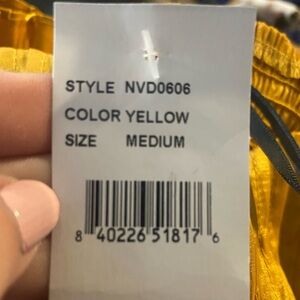 STYLE NVD0606
COLOR YELLOW
SIZE MEDIUM
8 40226 51817 6